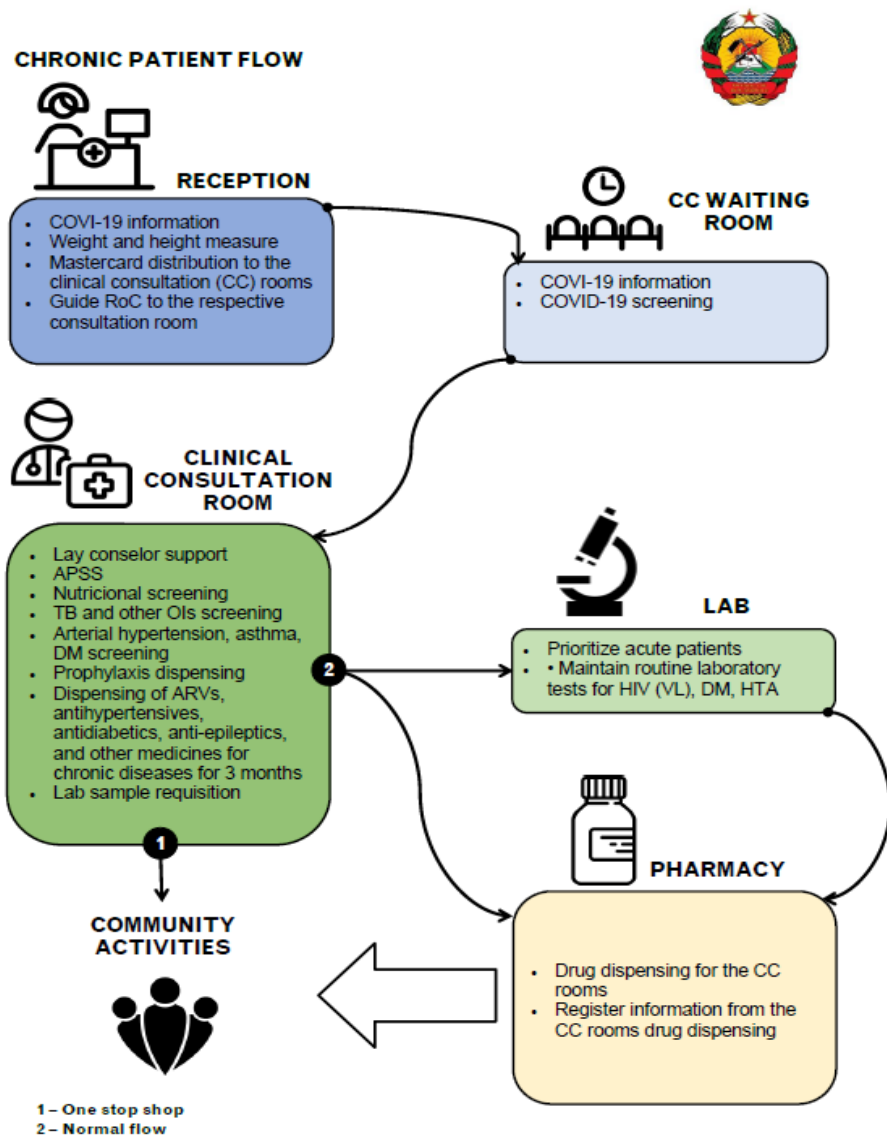 CHRONIC PATIENT FLOW
RECEPTION
• COVI-19 information
• Weight and height measure
• Mastercard distribution to the
clinical consultation (CC) rooms
• Guide RoC to the respective
consultation room
CC WAITING
ROOM
• COVI-19 information
• COVID-19 screening
CLINICAL
CONSULTATION
ROOM
• Lay conselor support
• APSS
• Nutricional screening
• TB and other OIs screening
• Arterial hypertension, asthma,
DM screening
• Prophylaxis dispensing
• Dispensing of ARVs,
antihypertensives,
antidiabetics, anti-epileptics,
and other medicines for
chronic diseases for 3 months
• Lab sample requisition
2
1
LAB
• Prioritize acute patients
• • Maintain routine laboratory
tests for HIV (VL), DM, HTA
PHARMACY
• Drug dispensing for the CC
rooms
• Register information from the
CC rooms drug dispensing
COMMUNITY
ACTIVITIES
1 – One stop shop
2 – Normal flow